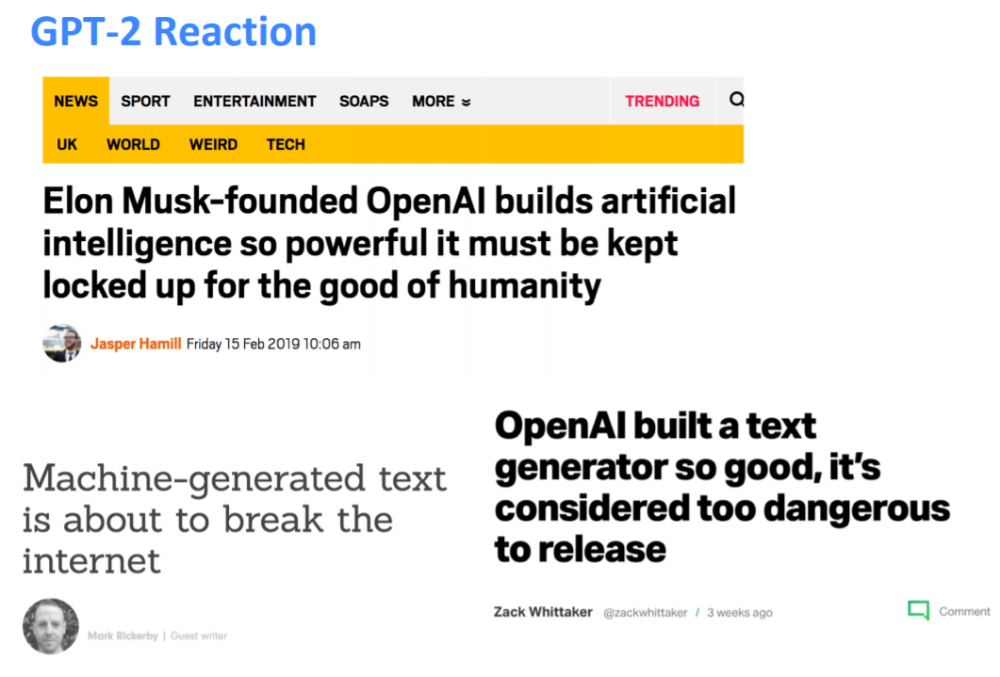 GPT-2 Reaction
NEWS SPORT ENTERTAINMENT SOAPS MORE TRENDING
UK WORLD WEIRD TECH
Elon Musk-founded OpenAI builds artificial
intelligence so powerful it must be kept
locked up for the good of humanity
Jasper Hamill Friday 15 Feb 2019 10:06 am
Machine-generated text
is about to break the
internet
Mark Rickerby | Guest writer
OpenAI built a text
generator so good, it's
considered too dangerous
to release
Zack Whittaker @zackwhittaker / 3 weeks ago Comment